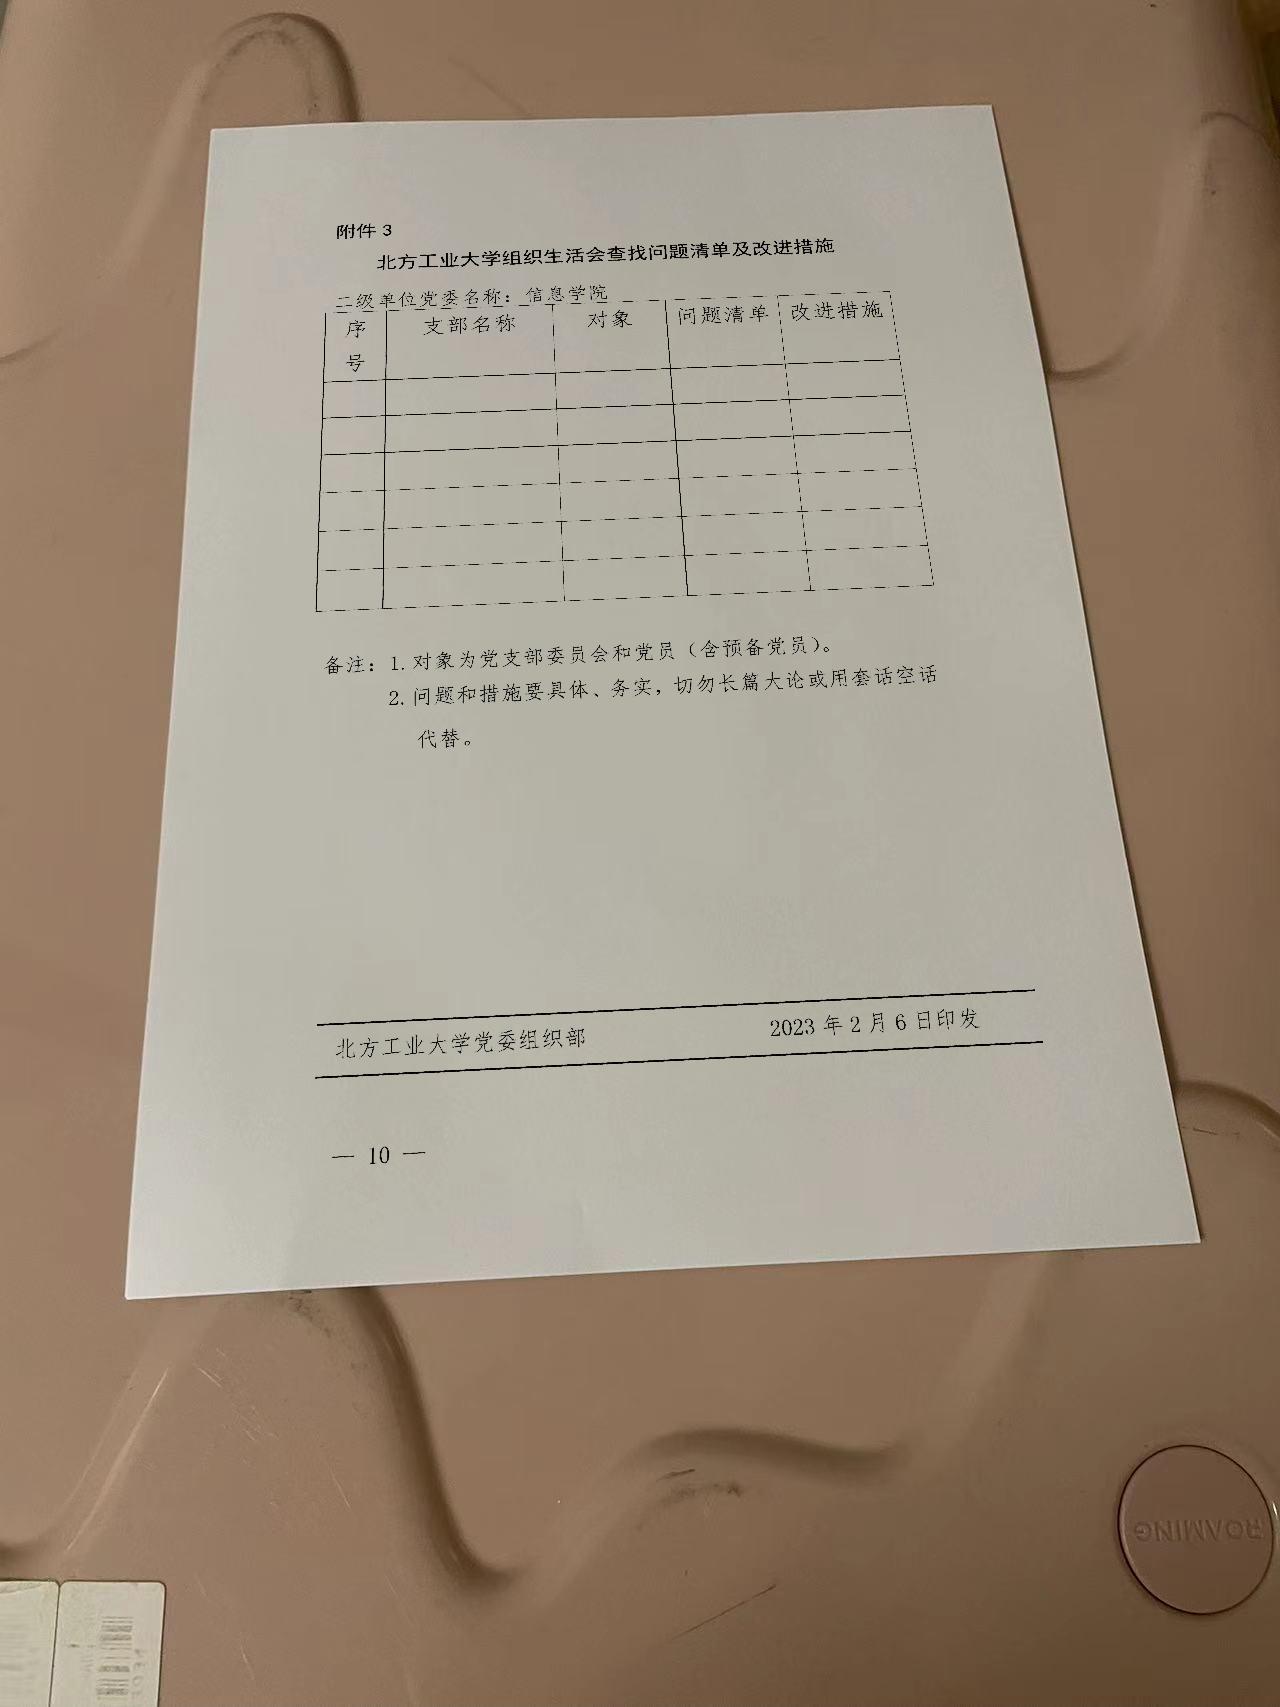 附件 3
北方工业大学组织生活会查找问题清单及改进措施
二级单位党委名称：信息学院
序号 支部名称 对象 问题清单 改进措施
备注：1. 对象为党支部委员会和党员（含预备党员）。
2. 问题和措施要具体、务实，切勿长篇大论或用套话空话
代替。
北方工业大学党委组织部 2023 年 2 月 6 日印发
— 10 —
ROAMING